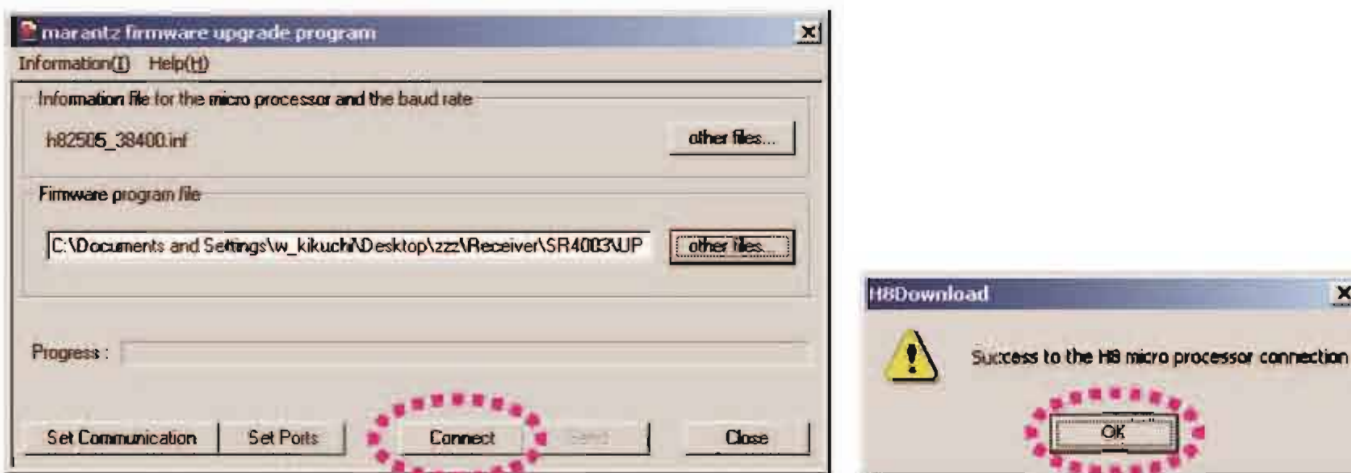 marantz firmware upgrade program
Information(I) Help(H)
Information file for the micro processor and the baud rate
h82505_38400.inf
other files...
Firmware program file
C:\Documents and Settings\w_kikuchi\Desktop\zzz\Receiver\SR4003\UP
other files...
Progress :
Set Communication
Set Ports
Connect
Send
Close
H8Download
Success to the H8 micro processor connection
OK